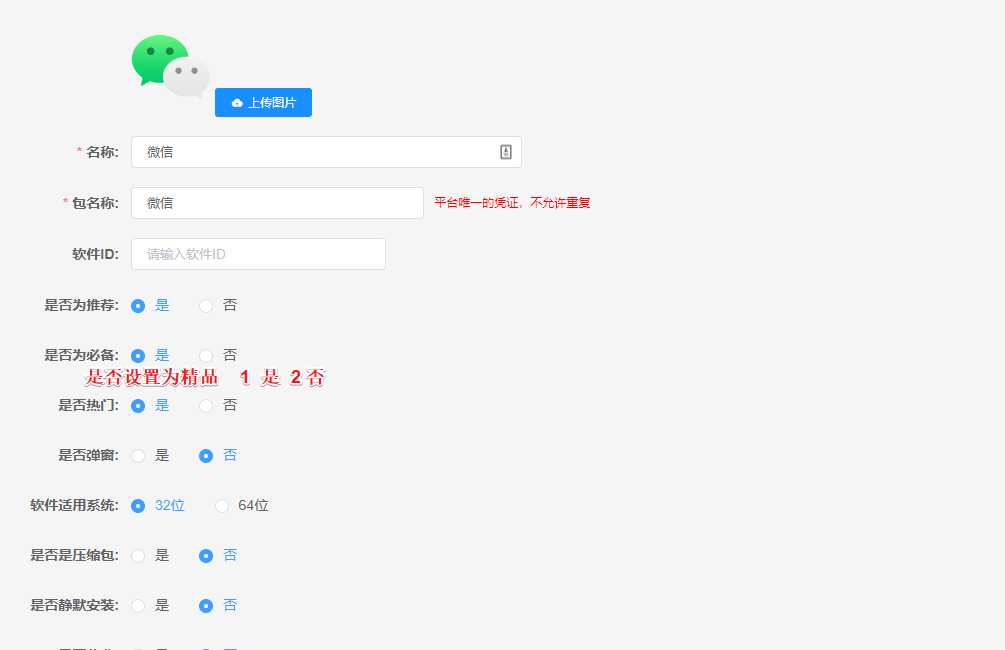 上传图片
* 名称: 微信
* 包名称: 微信 平台唯一的凭证，不允许重复
软件ID: 请输入软件ID
是否为推荐: 是 否
是否为必备: 是 否
是否设置为精品 1 是 2 否
是否热门: 是 否
是否弹窗: 是 否
软件适用系统: 32位 64位
是否是压缩包: 是 否
是否静默安装: 是 否